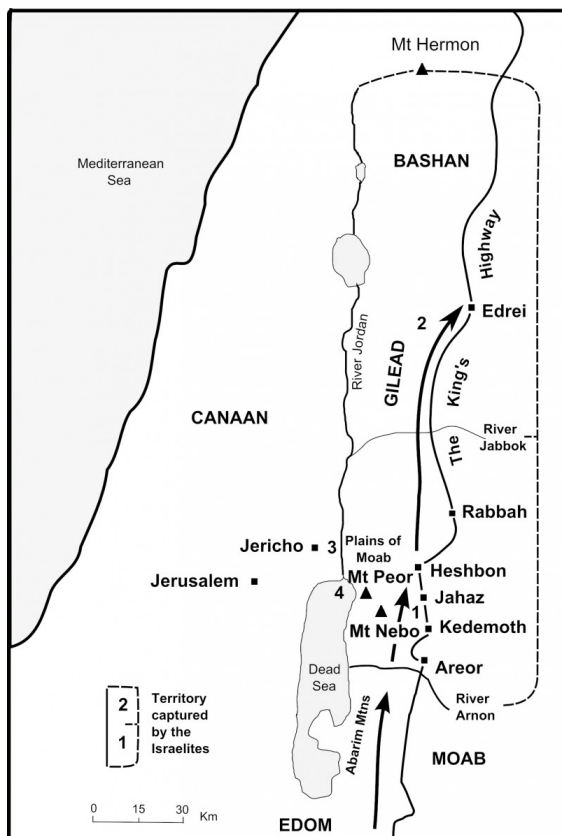 Mt Hermon
Mediterranean
Sea
BASHAN
Highway
Edrei
2
River Jordan
GILEAD
King's
CANAAN
The
River
Jabbok
Rabbah
Jericho
3
Plains of
Moab
Heshbon
Jerusalem
4
Mt Peor
Jahaz
1
Mt Nebo
Kedemoth
Areor
Dead
Sea
River
Arnon
2
1
Territory
captured
by the
Israelites
Abarim Mtns
MOAB
0 15 30 Km
EDOM